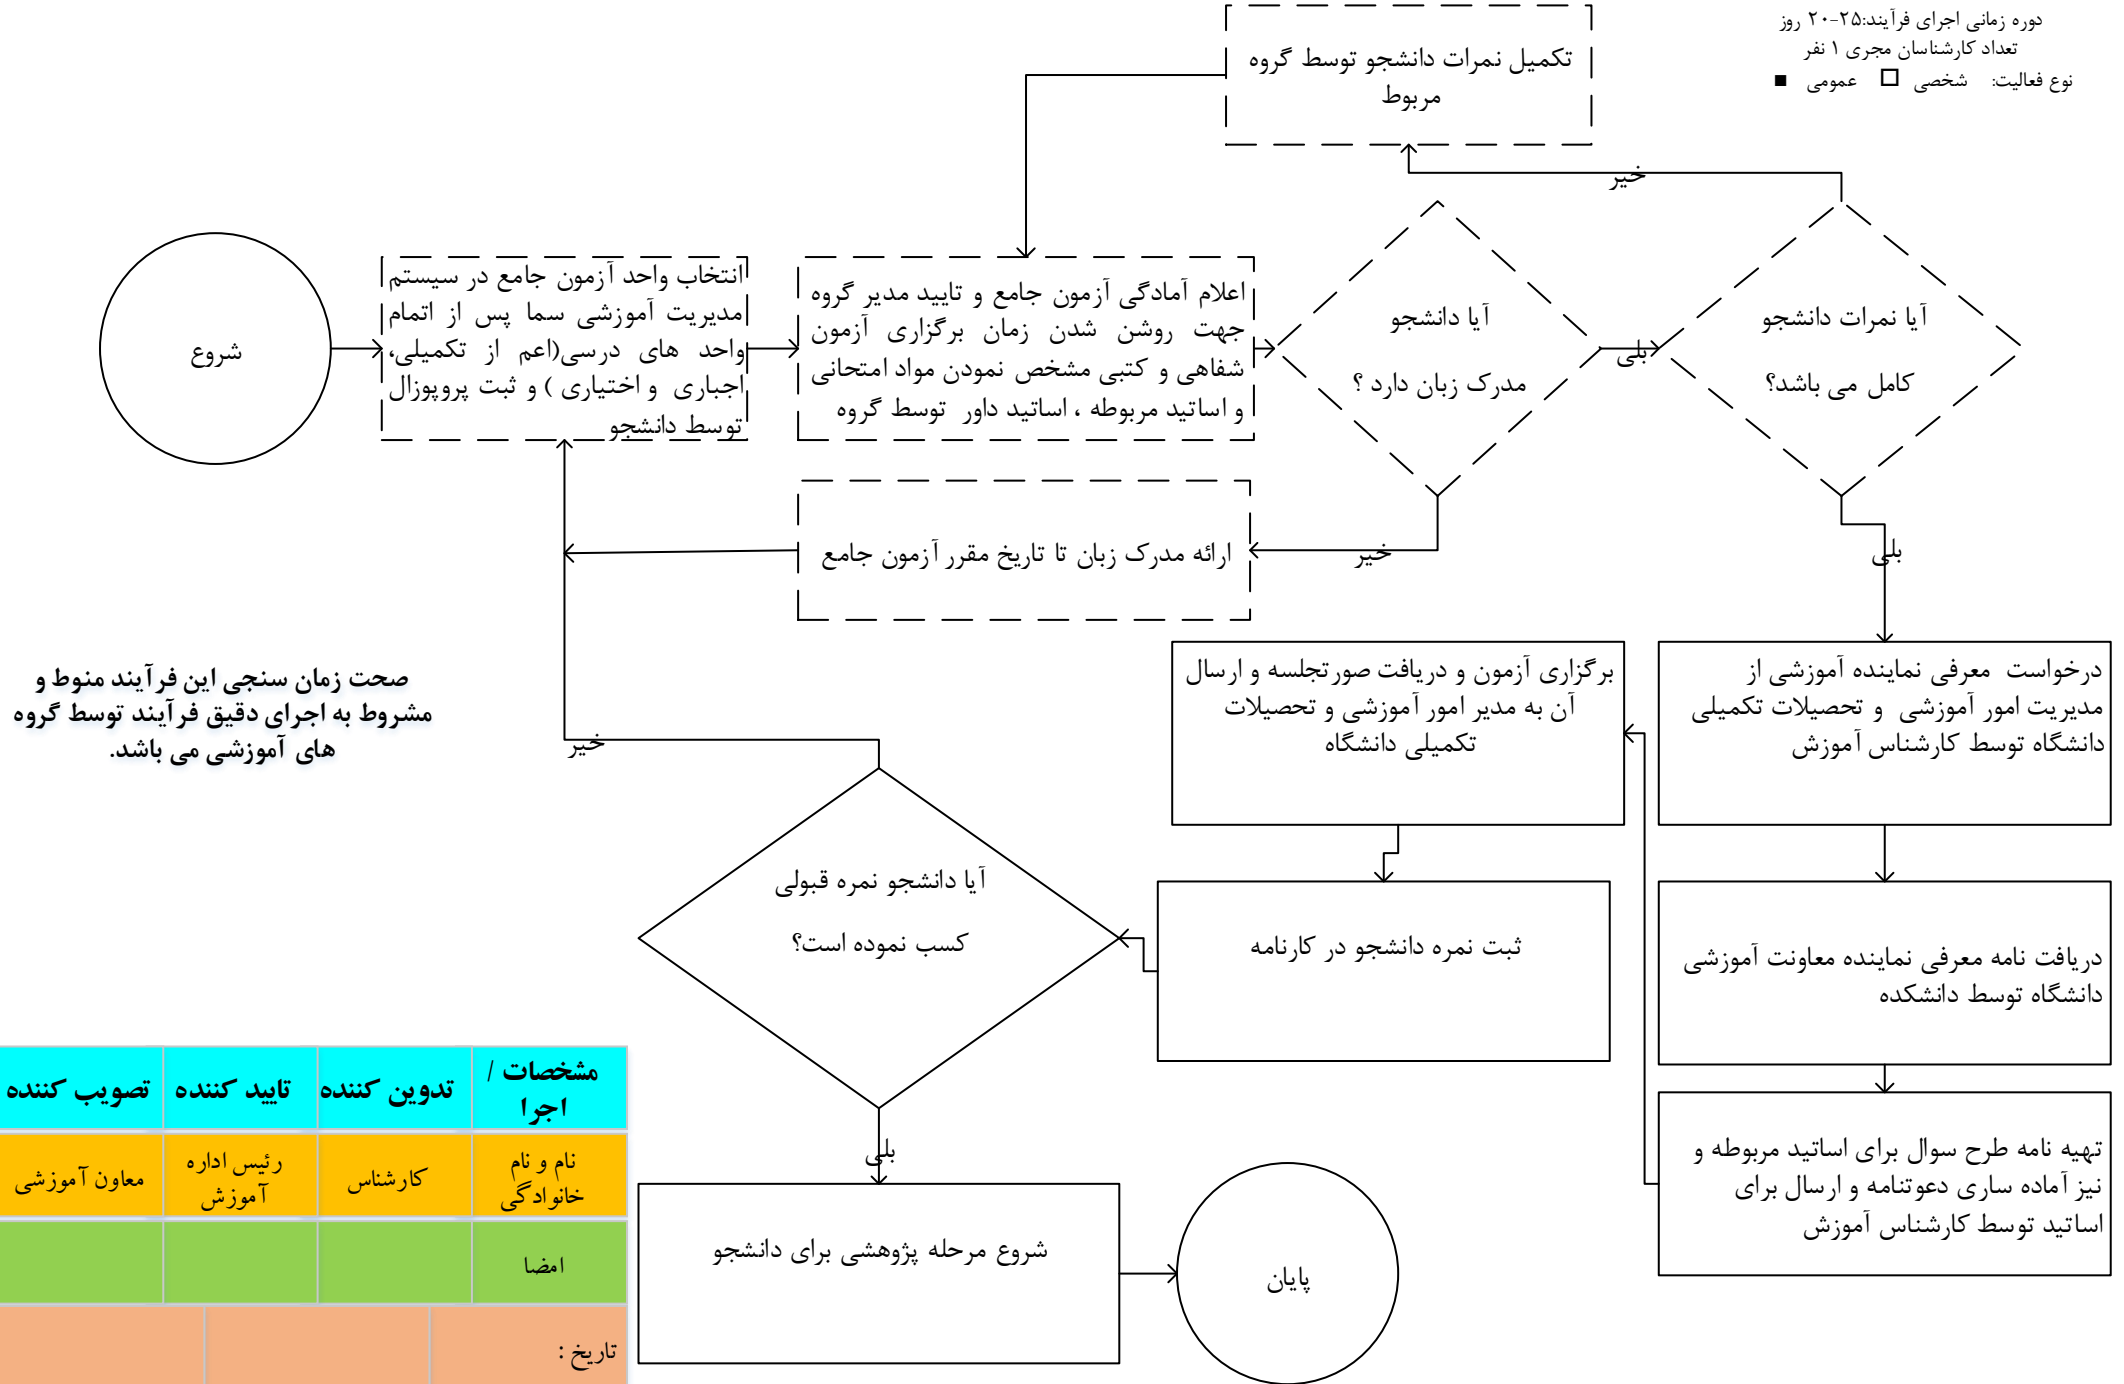 دوره زمانی اجرای فرآیند:۲۵-۲۰ روز
تعداد کارشناسان مجری ۱ نفر
نوع فعالیت: شخصی □ عمومی ■
تکمیل نمرات دانشجو توسط گروه
مربوط
خیر
شروع
انتخاب واحد آزمون جامع در سیستم
مدیریت آموزشی سما پس از اتمام
واحد های درسی(اعم از تکمیلی،
اجباری و اختیاری ) و ثبت پروپوزال
توسط دانشجو
اعلام آمادگی آزمون جامع و تایید مدیر گروه
جهت روشن شدن زمان برگزاری آزمون
شفاهی و کتبی مشخص نمودن مواد امتحانی
و اساتید مربوطه ، اساتید داور توسط گروه
آیا دانشجو
مدرک زبان دارد ؟
بلی
آیا نمرات دانشجو
کامل می باشد؟
خیر
ارائه مدرک زبان تا تاریخ مقرر آزمون جامع
بلی
درخواست معرفی نماینده آموزشی از
مدیریت امور آموزشی و تحصیلات تکمیلی
دانشگاه توسط کارشناس آموزش
دریافت نامه معرفی نماینده معاونت آموزشی
دانشگاه توسط دانشکده
تهیه نامه طرح سوال برای اساتید مربوطه و
نیز آماده ساری دعوتنامه و ارسال برای
اساتید توسط کارشناس آموزش
برگزاری آزمون و دریافت صورتجلسه و ارسال
آن به مدیر امور آموزشی و تحصیلات
تکمیلی دانشگاه
ثبت نمره دانشجو در کارنامه
آیا دانشجو نمره قبولی
کسب نموده است؟
خیر
بلی
شروع مرحله پژوهشی برای دانشجو
پایان
صحت زمان سنجی این فرآیند منوط و
مشروط به اجرای دقیق فرآیند توسط گروه
های آموزشی می باشد.
مشخصات /
اجرا
تدوین کننده
تایید کننده
تصویب کننده
نام و نام
خانوادگی
کارشناس
رئیس اداره
آموزش
معاون آموزشی
امضا
تاریخ :